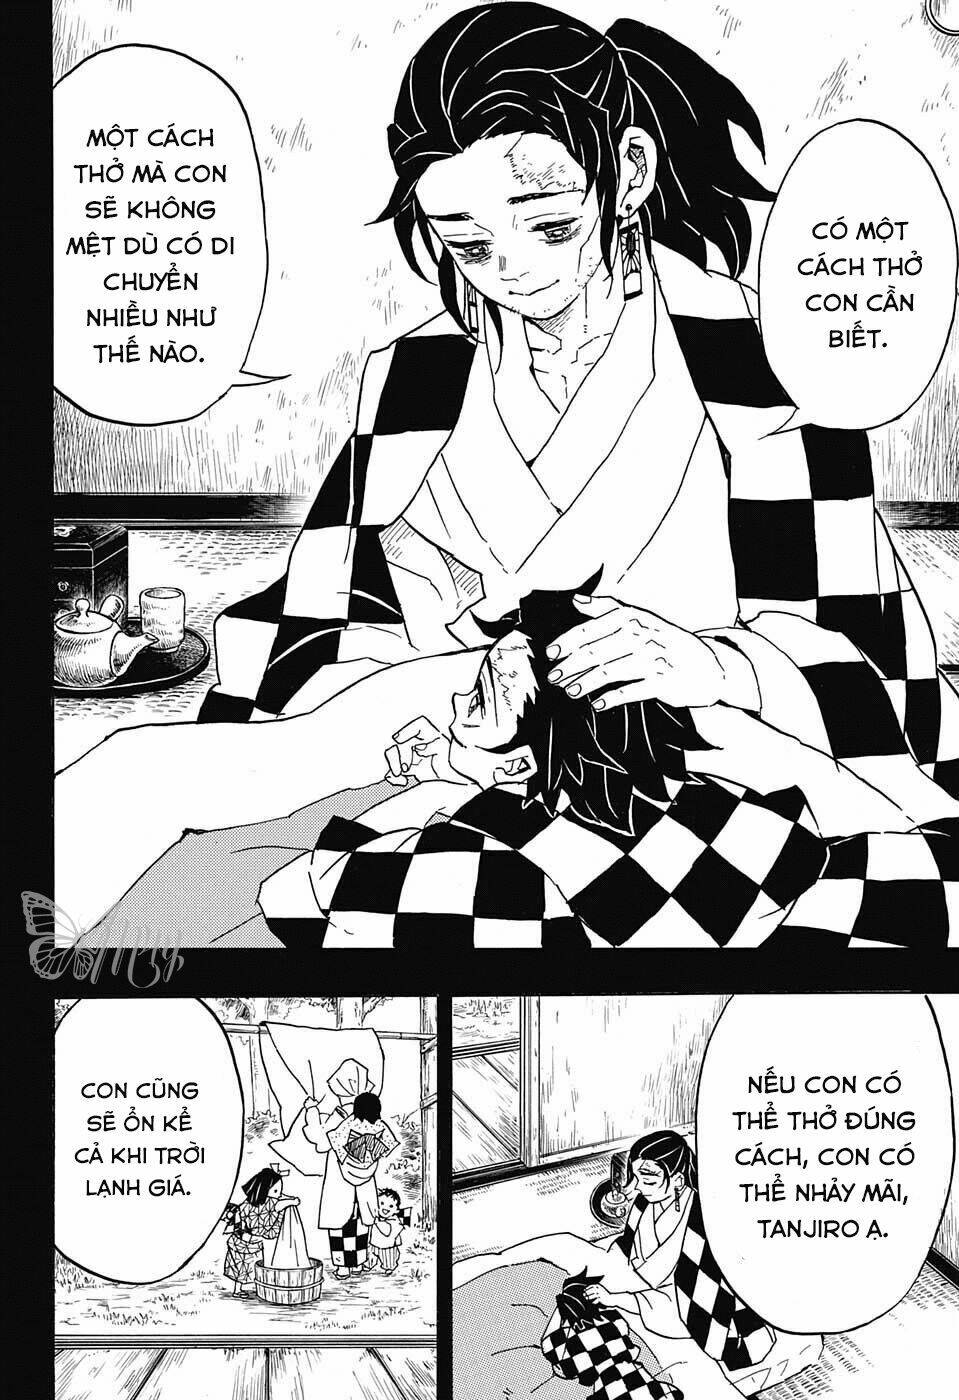 CÓ MỘT
CÁCH THỞ
CON CẦN
BIẾT.
MỘT CÁCH
THỞ MÀ CON
SẼ KHÔNG
MỆT DÙ CÓ DI
CHUYỂN
NHIỀU NHƯ
THẾ NÀO.
NẾU CON CÓ
THỂ THỞ ĐÚNG
CÁCH, CON CÓ
THỂ NHẢY MÃI,
TANJIRO Ạ.
CON CŨNG
SẼ ỔN KỂ
CẢ KHI TRỜI
LẠNH GIÁ.